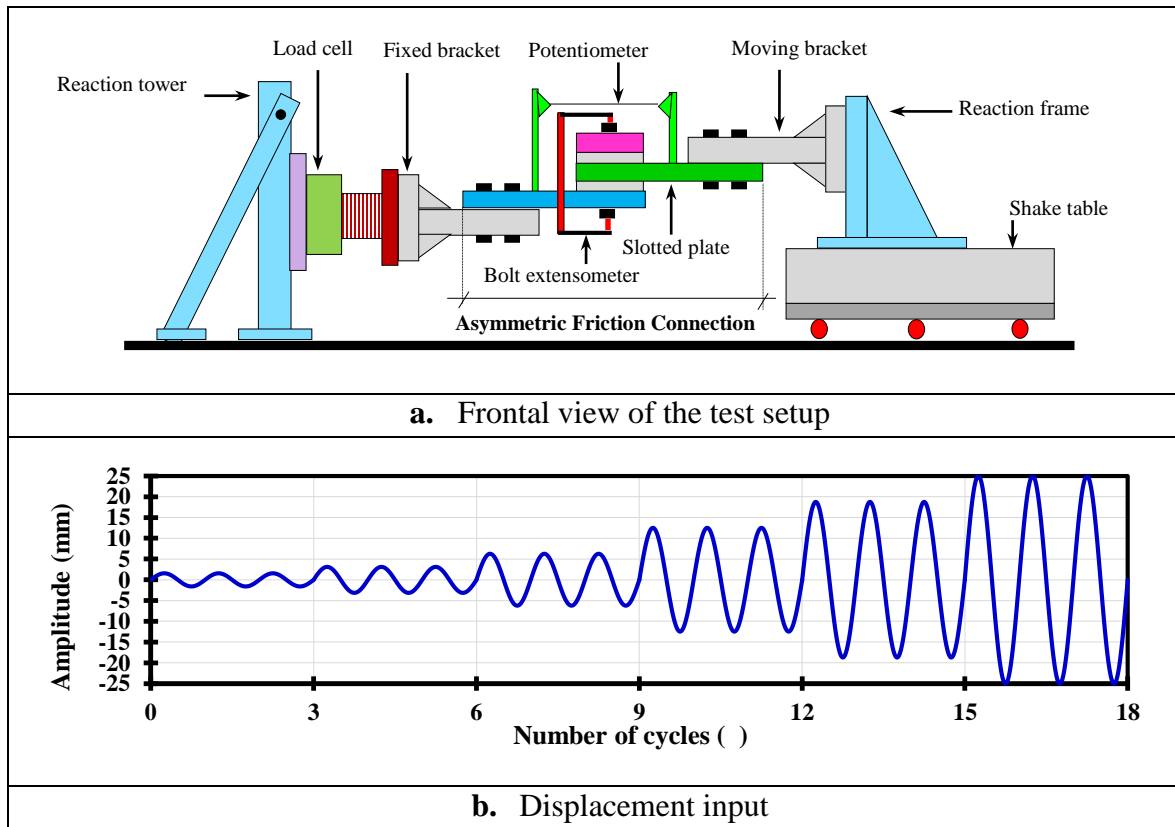 Load cell
Fixed bracket
Potentiometer
Moving bracket
Reaction tower
Reaction frame
Shake table
Slotted plate
Bolt extensometer
Asymmetric Friction Connection
a. Frontal view of the test setup
Amplitude (mm)
25
20
15
10
5
0
-5
-10
-15
-20
-25
0 3 6 9 12 15 18
Number of cycles ( )
b. Displacement input